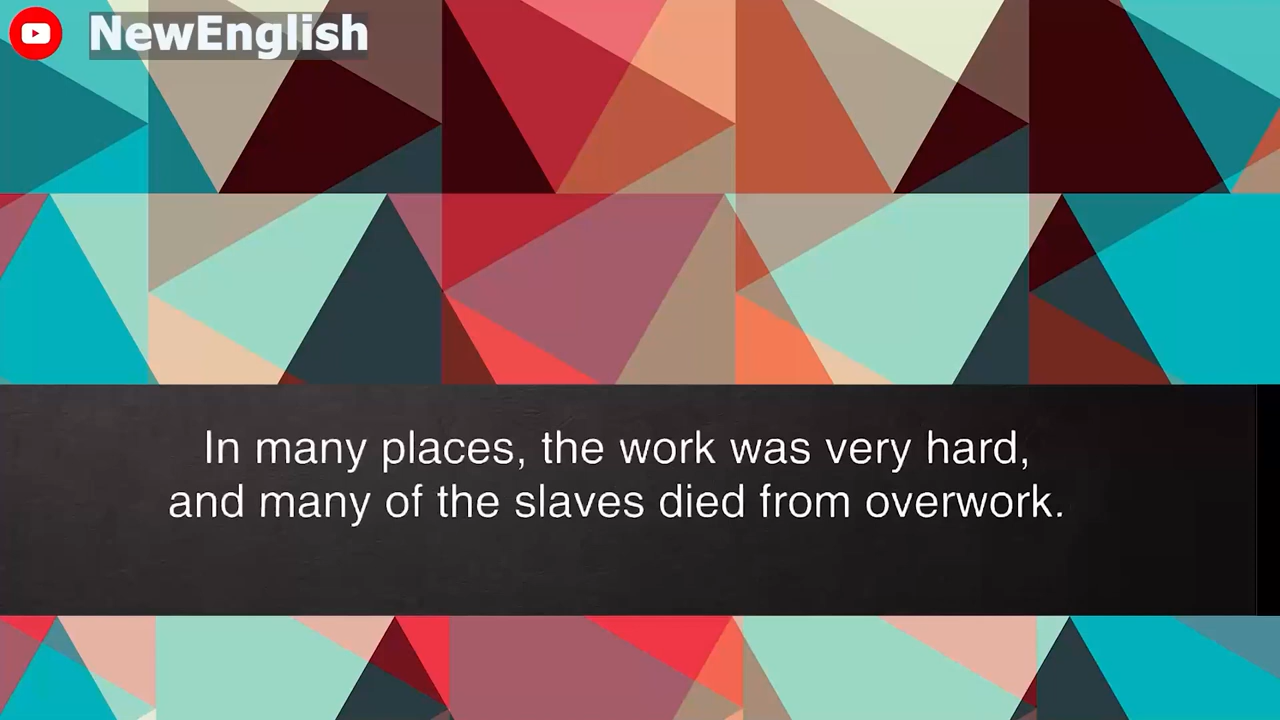 NewEnglish
In many places, the work was very hard,
and many of the slaves died from overwork.